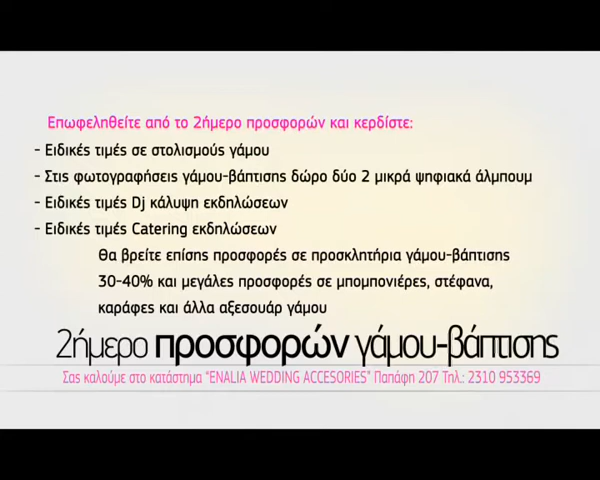 Επωφεληθείτε από το 2ήμερο προσφορών και κερδίστε:
- Ειδικές τιμές σε στολισμούς γάμου
- Στις φωτογραφήσεις γάμου-βάπτισης δώρο δύο 2 μικρά ψηφιακά άλμπουμ
- Ειδικές τιμές Dj κάλυψη εκδηλώσεων
- Ειδικές τιμές Catering εκδηλώσεων
Θα βρείτε επίσης προσφορές σε προσκλητήρια γάμου-βάπτισης
30-40% και μεγάλες προσφορές σε μπομπονιέρες, στέφανα,
καράφες και άλλα αξεσουάρ γάμου
2ήμερο προσφορών γάμου-βάπτισης
Σας καλούμε στο κατάστημα "ENALIA WEDDING ACCESORIES" Παπάφη 207 Τηλ.: 2310 953369